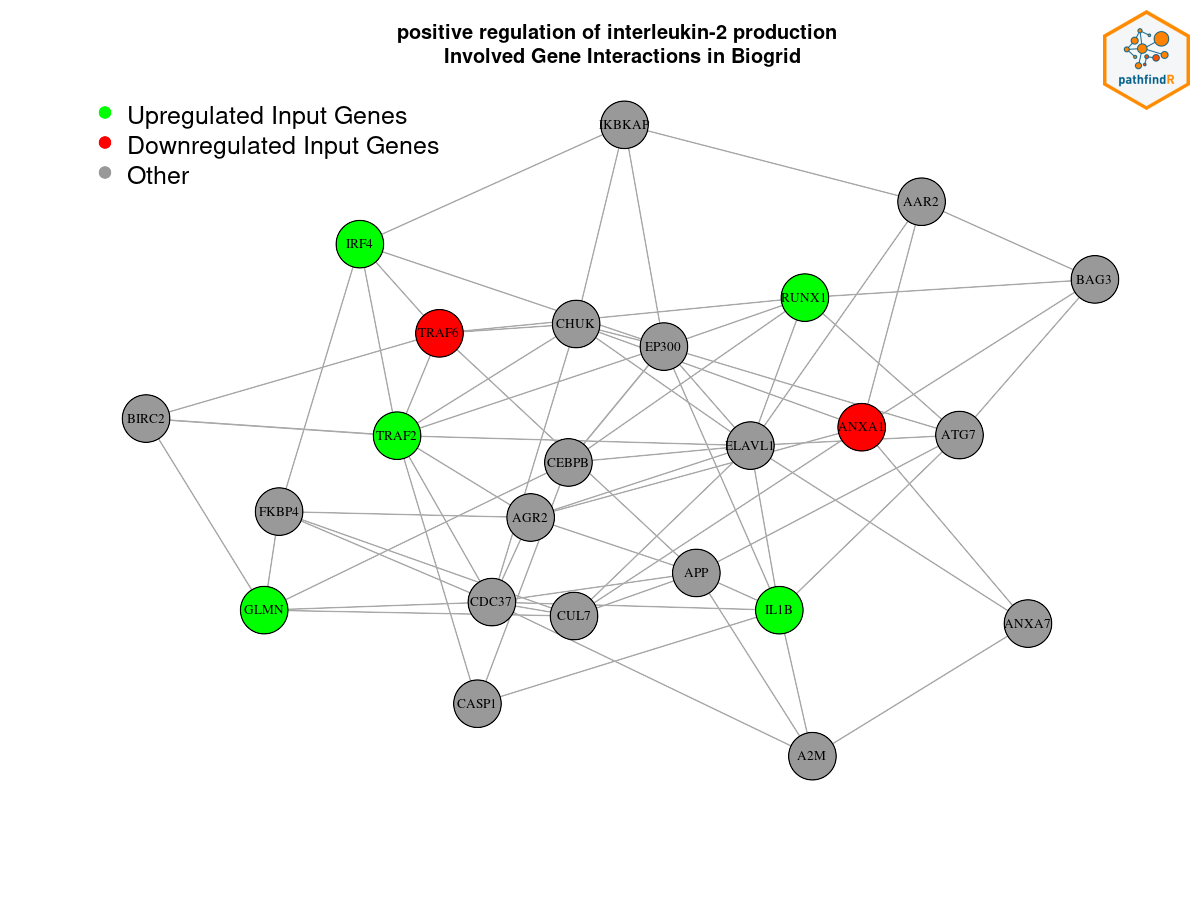 positive regulation of interleukin-2 production
Involved Gene Interactions in Biogrid
pathfindR
Upregulated Input Genes
Downregulated Input Genes
Other
IKBKAP
AAR2
IRF4
BAG3
RUNX1
CHUK
TRAF6
EP300
BIRC2
ANXA1
TRAF2
ATG7
ELAVL1
CEBPB
FKBP4
AGR2
APP
CDC37
GLMN
IL1B
CUL7
ANXA7
CASP1
A2M